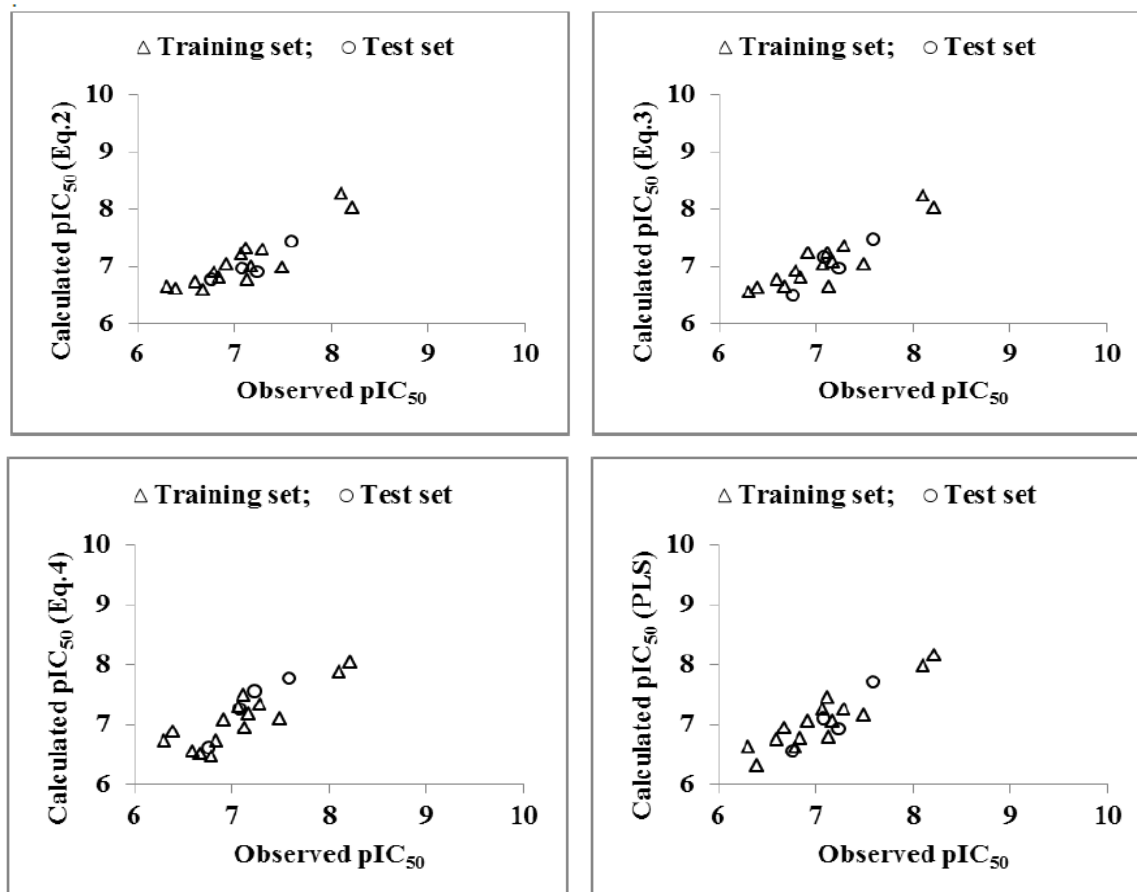 △ Training set; ○ Test set
Calculated pIC50 (Eq.2)
10
9
8
7
6
6 7 8 9 10
Observed pIC50
△ Training set; ○ Test set
Calculated pIC50 (Eq.3)
10
9
8
7
6
6 7 8 9 10
Observed pIC50
△ Training set; ○ Test set
Calculated pIC50 (Eq.4)
10
9
8
7
6
6 7 8 9 10
Observed pIC50
△ Training set; ○ Test set
Calculated pIC50 (PLS)
10
9
8
7
6
6 7 8 9 10
Observed pIC50